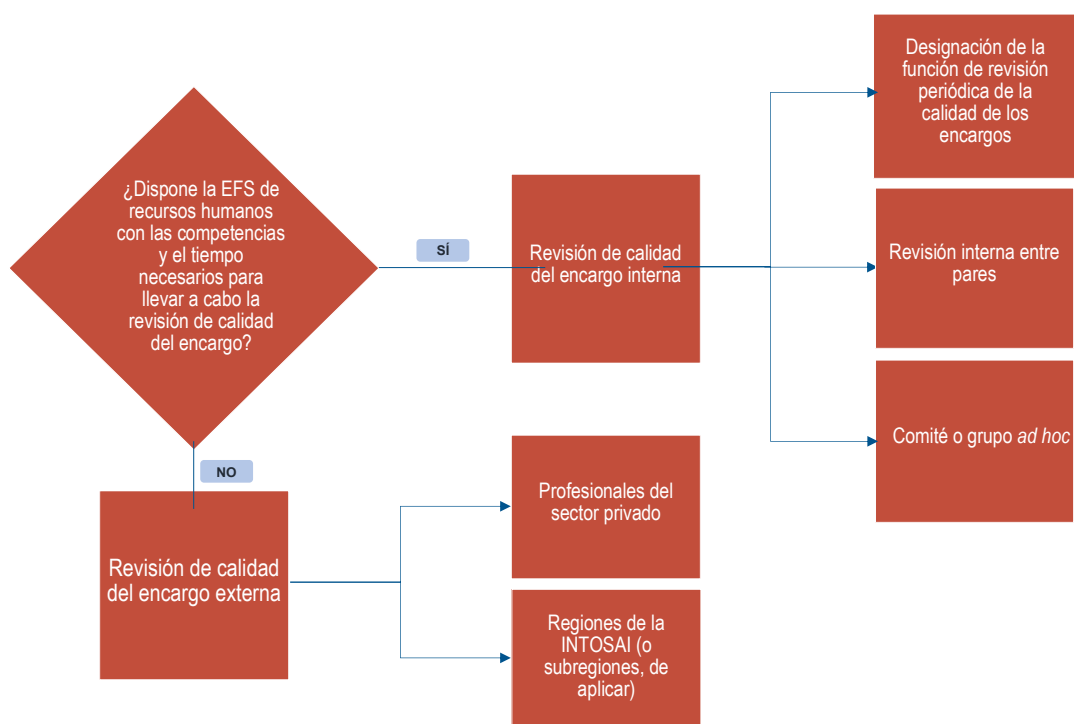 ¿Dispone la EFS de
recursos humanos
con las competencias
y el tiempo
necesarios para
llevar a cabo la
revisión de calidad
del encargo?
SÍ
Revisión de calidad
del encargo interna
Designación de la
función de revisión
periódica de la
calidad de los
encargos
Revisión interna entre
pares
Comité o grupo ad hoc
NO
Revisión de calidad
del encargo externa
Profesionales del
sector privado
Regiones de la
INTOSAI (o
subregiones, de
aplicar)